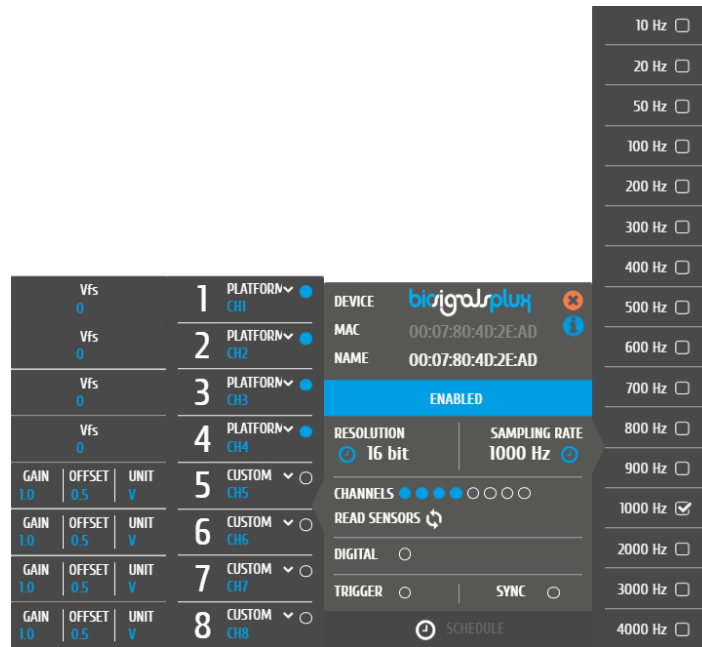 Vfs
0
Vfs
0
Vfs
0
Vfs
0
GAIN OFFSET UNIT
1.0 0.5 V
GAIN OFFSET UNIT
1.0 0.5 V
GAIN OFFSET UNIT
1.0 0.5 V
GAIN OFFSET UNIT
1.0 0.5 V
1 PLATFORM
CH1
2 PLATFORM
CH2
3 PLATFORM
CH3
4 PLATFORM
CH4
5 CUSTOM
CH5
6 CUSTOM
CH6
7 CUSTOM
CH7
8 CUSTOM
CH8
DEVICE biosignalsplux
MAC 00:07:80:4D:2E:AD
NAME 00:07:80:4D:2E:AD
ENABLED
RESOLUTION SAMPLING RATE
16 bit 1000 Hz
CHANNELS
READ SENSORS
DIGITAL
TRIGGER SYNC
SCHEDULE
10 Hz
20 Hz
50 Hz
100 Hz
200 Hz
300 Hz
400 Hz
500 Hz
600 Hz
700 Hz
800 Hz
900 Hz
1000 Hz
2000 Hz
3000 Hz
4000 Hz